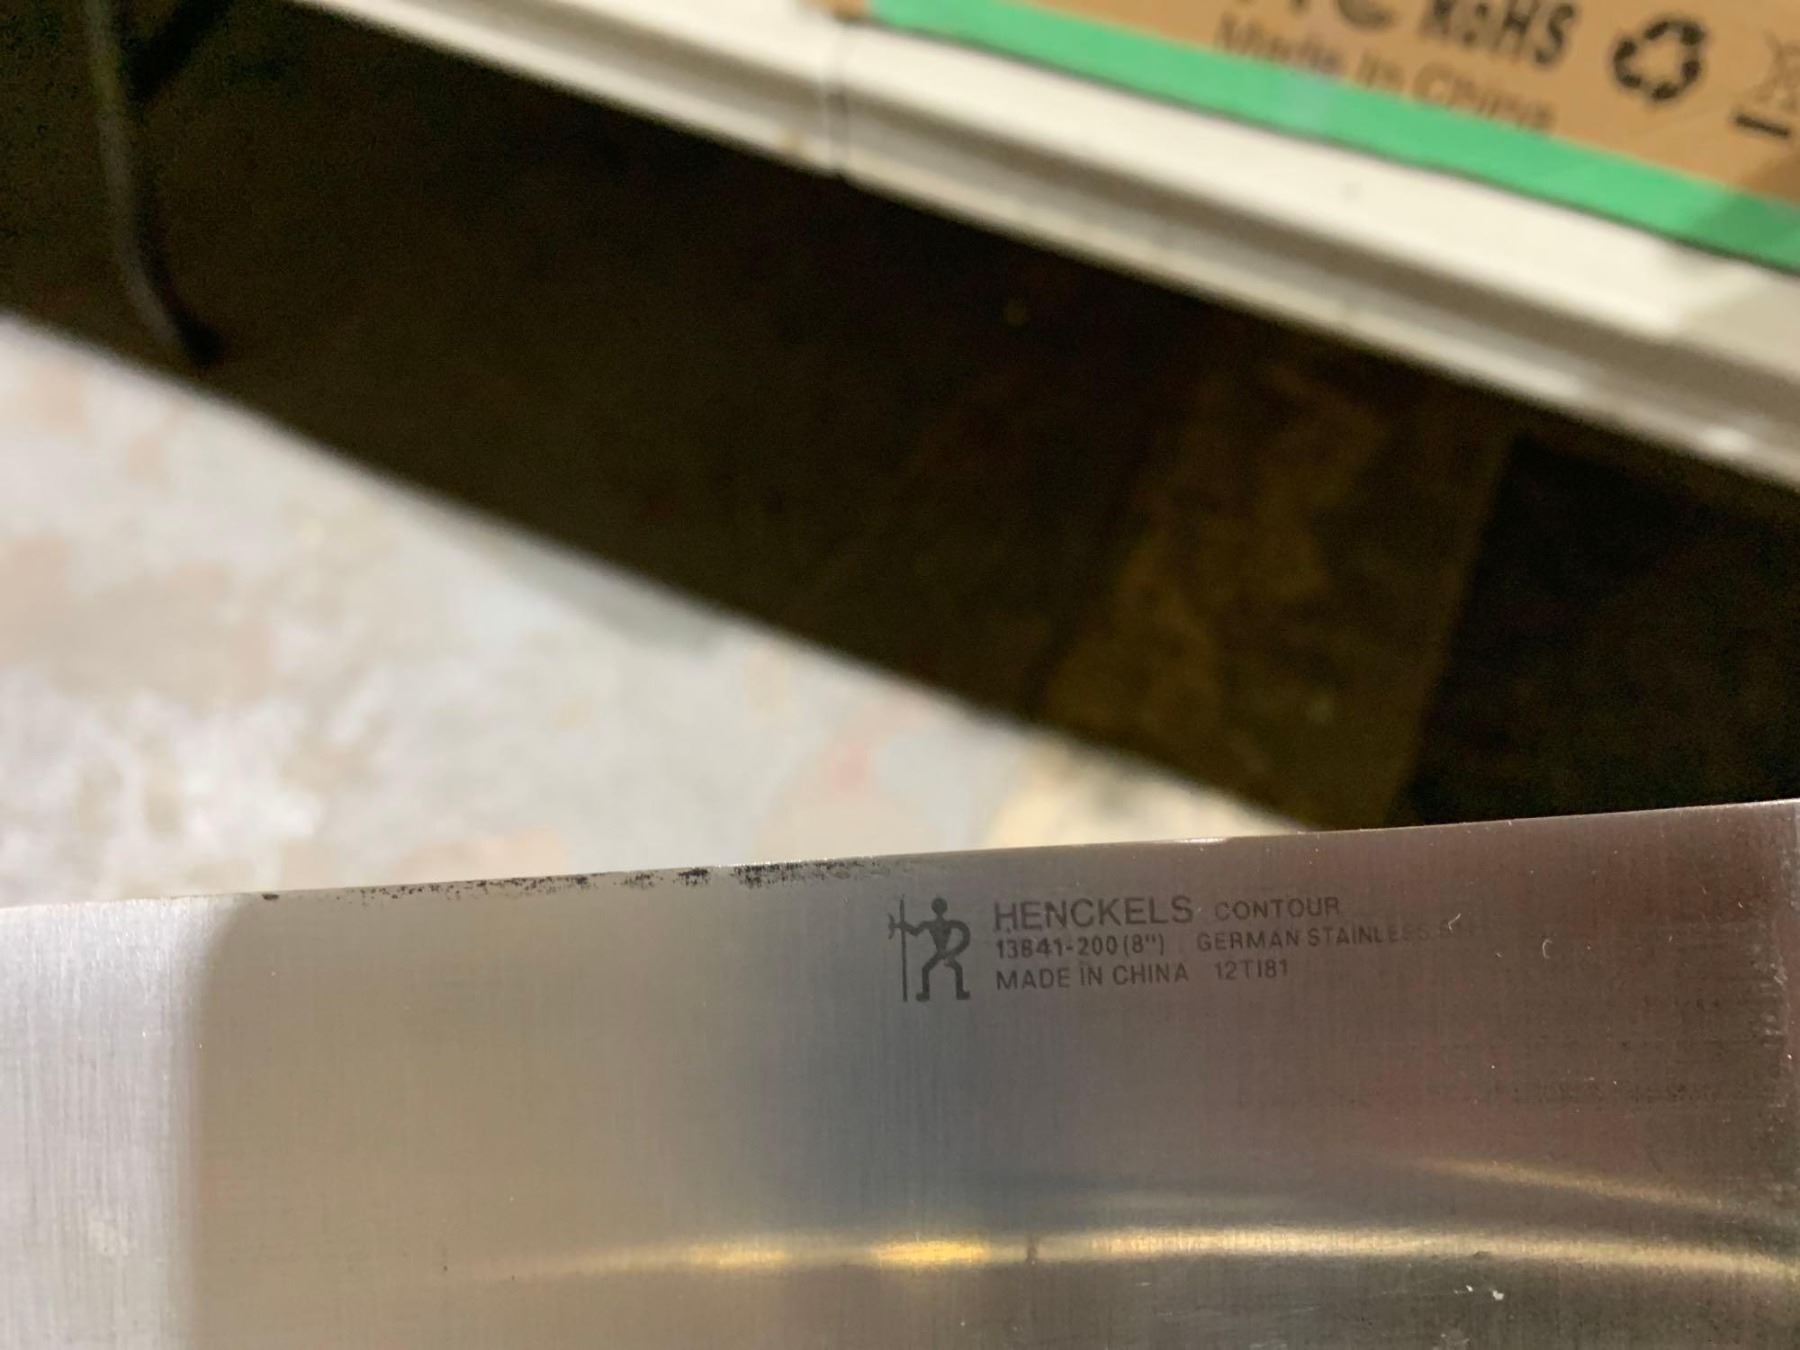 RoHS
Made in China
HENCKELS CONTOUR
13841-200 (8") GERMAN STAINLESS
MADE IN CHINA 12TI81